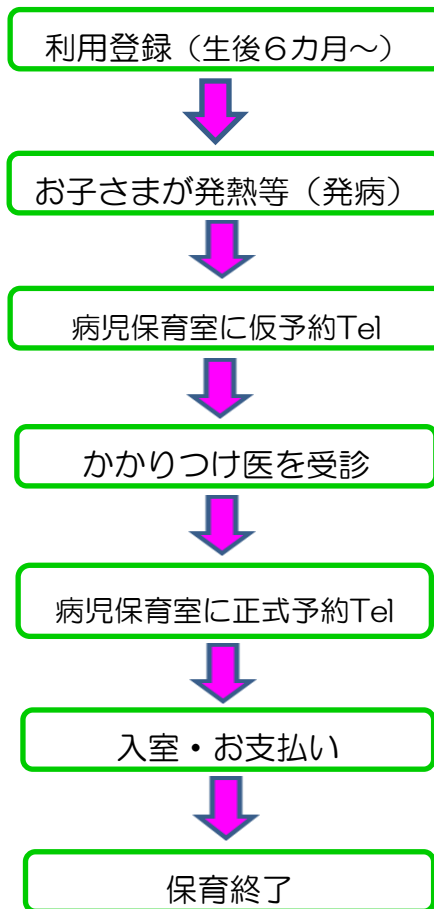 利用登録（生後６カ月～）
お子さまが発熱等（発病）
病児保育室に仮予約Tel
かかりつけ医を受診
病児保育室に正式予約Tel
入室・お支払い
保育終了